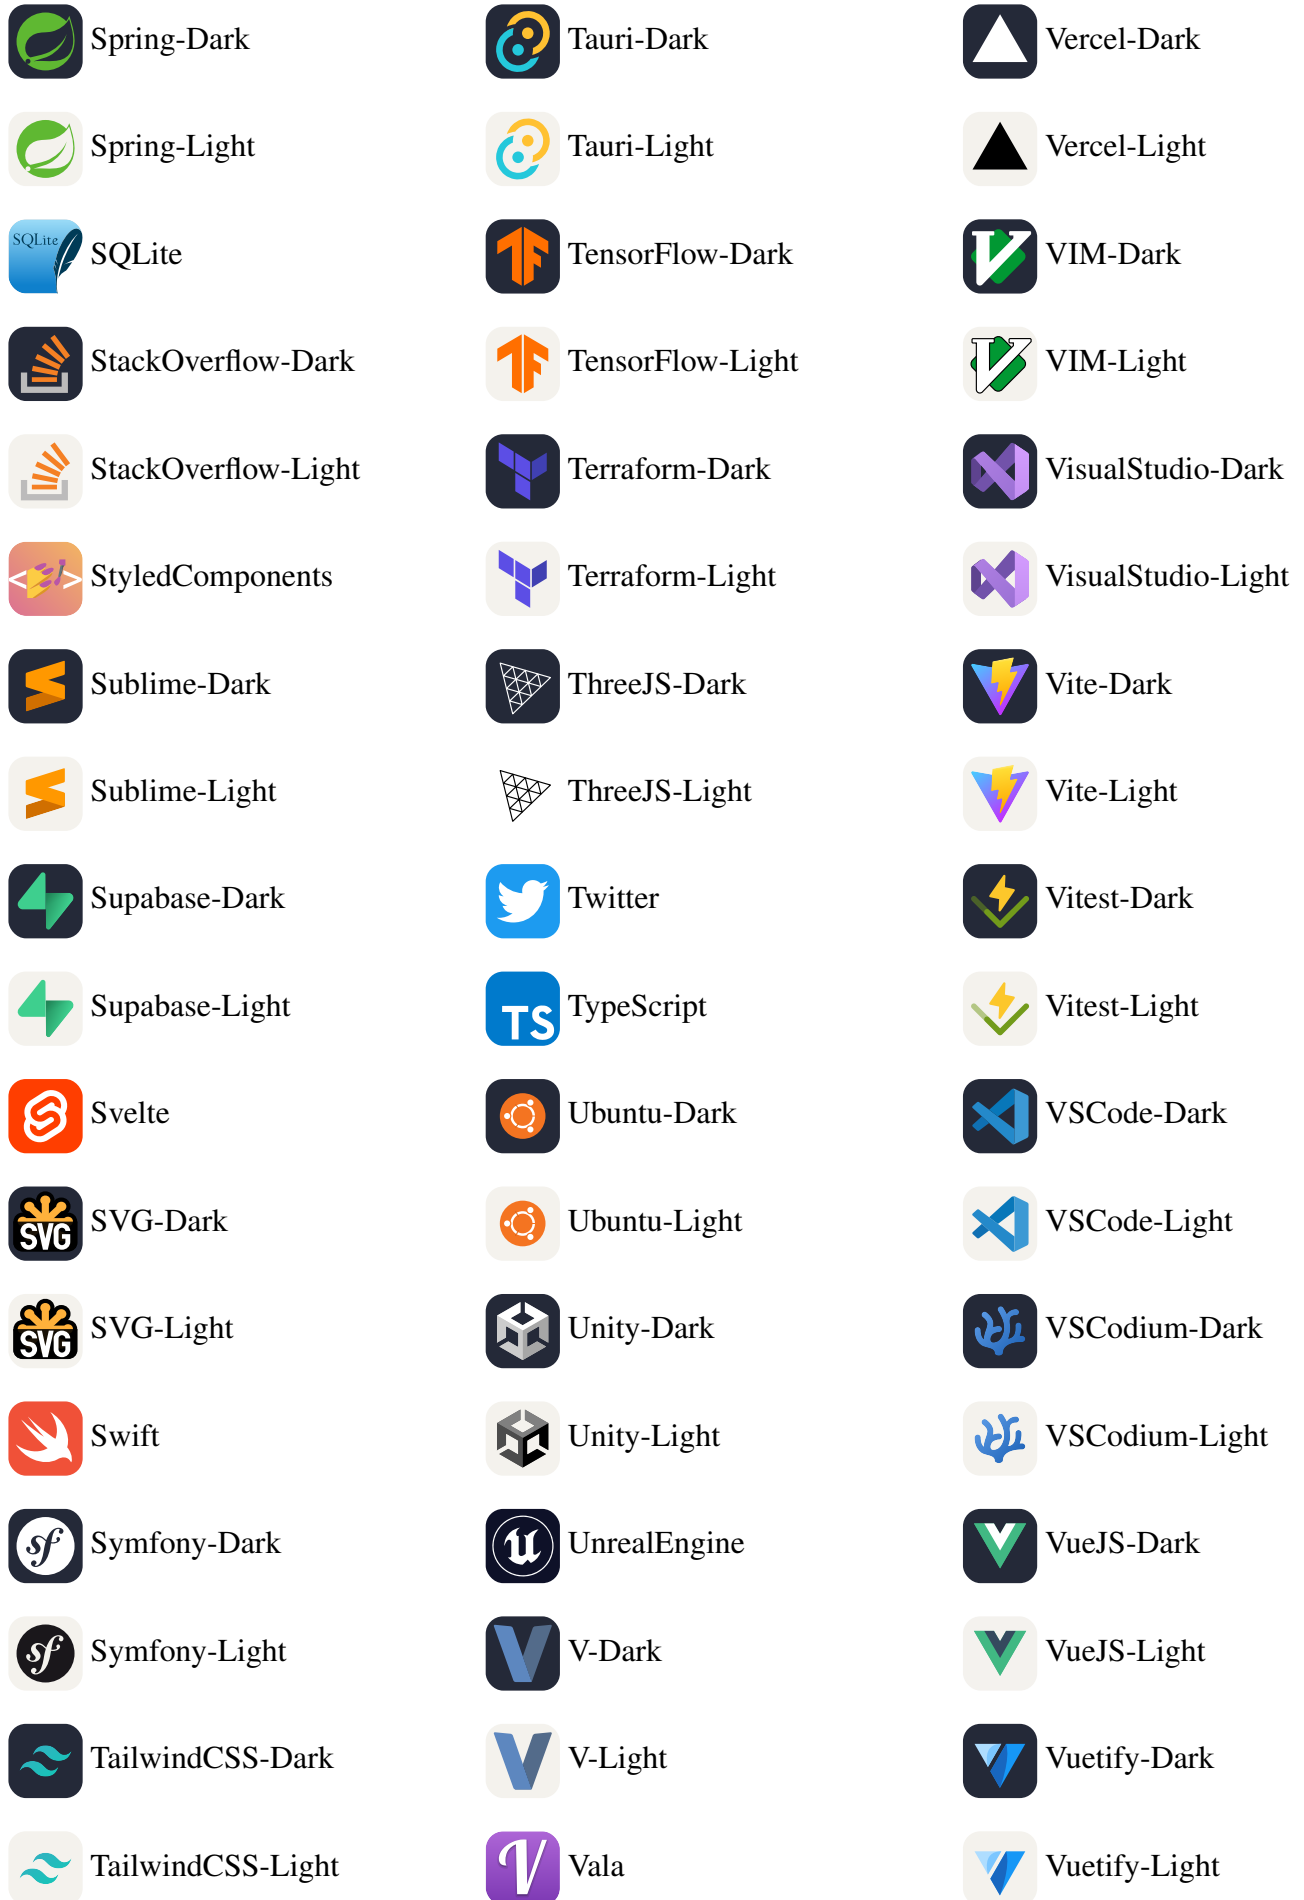 Spring-Dark
Spring-Light
SQLite
SQLite
StackOverflow-Dark
StackOverflow-Light
StyledComponents
Sublime-Dark
Sublime-Light
Supabase-Dark
Supabase-Light
Svelte
SVG
SVG-Dark
SVG
SVG-Light
Swift
sf
Symfony-Dark
sf
Symfony-Light
TailwindCSS-Dark
TailwindCSS-Light
Tauri-Dark
Tauri-Light
TensorFlow-Dark
TensorFlow-Light
Terraform-Dark
Terraform-Light
ThreeJS-Dark
ThreeJS-Light
Twitter
TS
TypeScript
Ubuntu-Dark
Ubuntu-Light
Unity-Dark
Unity-Light
UnrealEngine
V-Dark
V-Light
Vala
Vercel-Dark
Vercel-Light
VIM-Dark
VIM-Light
VisualStudio-Dark
VisualStudio-Light
Vite-Dark
Vite-Light
Vitest-Dark
Vitest-Light
VSCode-Dark
VSCode-Light
VSCodium-Dark
VSCodium-Light
VueJS-Dark
VueJS-Light
Vuetify-Dark
Vuetify-Light